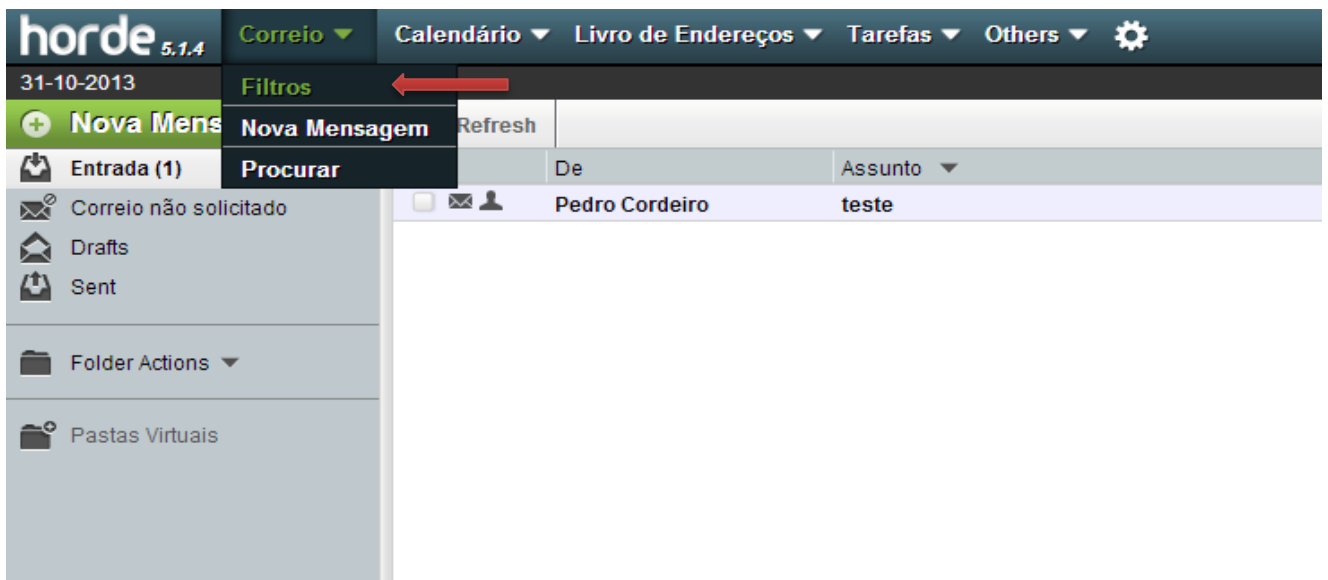 horde 5.1.4 Correio Calendário Livro de Endereços Tarefas Others
31-10-2013
Filtros
Nova Mens
Nova Mensagem
Refresh
Entrada (1)
Procurar
De Assunto
Correio não solicitado
Pedro Cordeiro teste
Drafts
Sent
Folder Actions
Pastas Virtuais